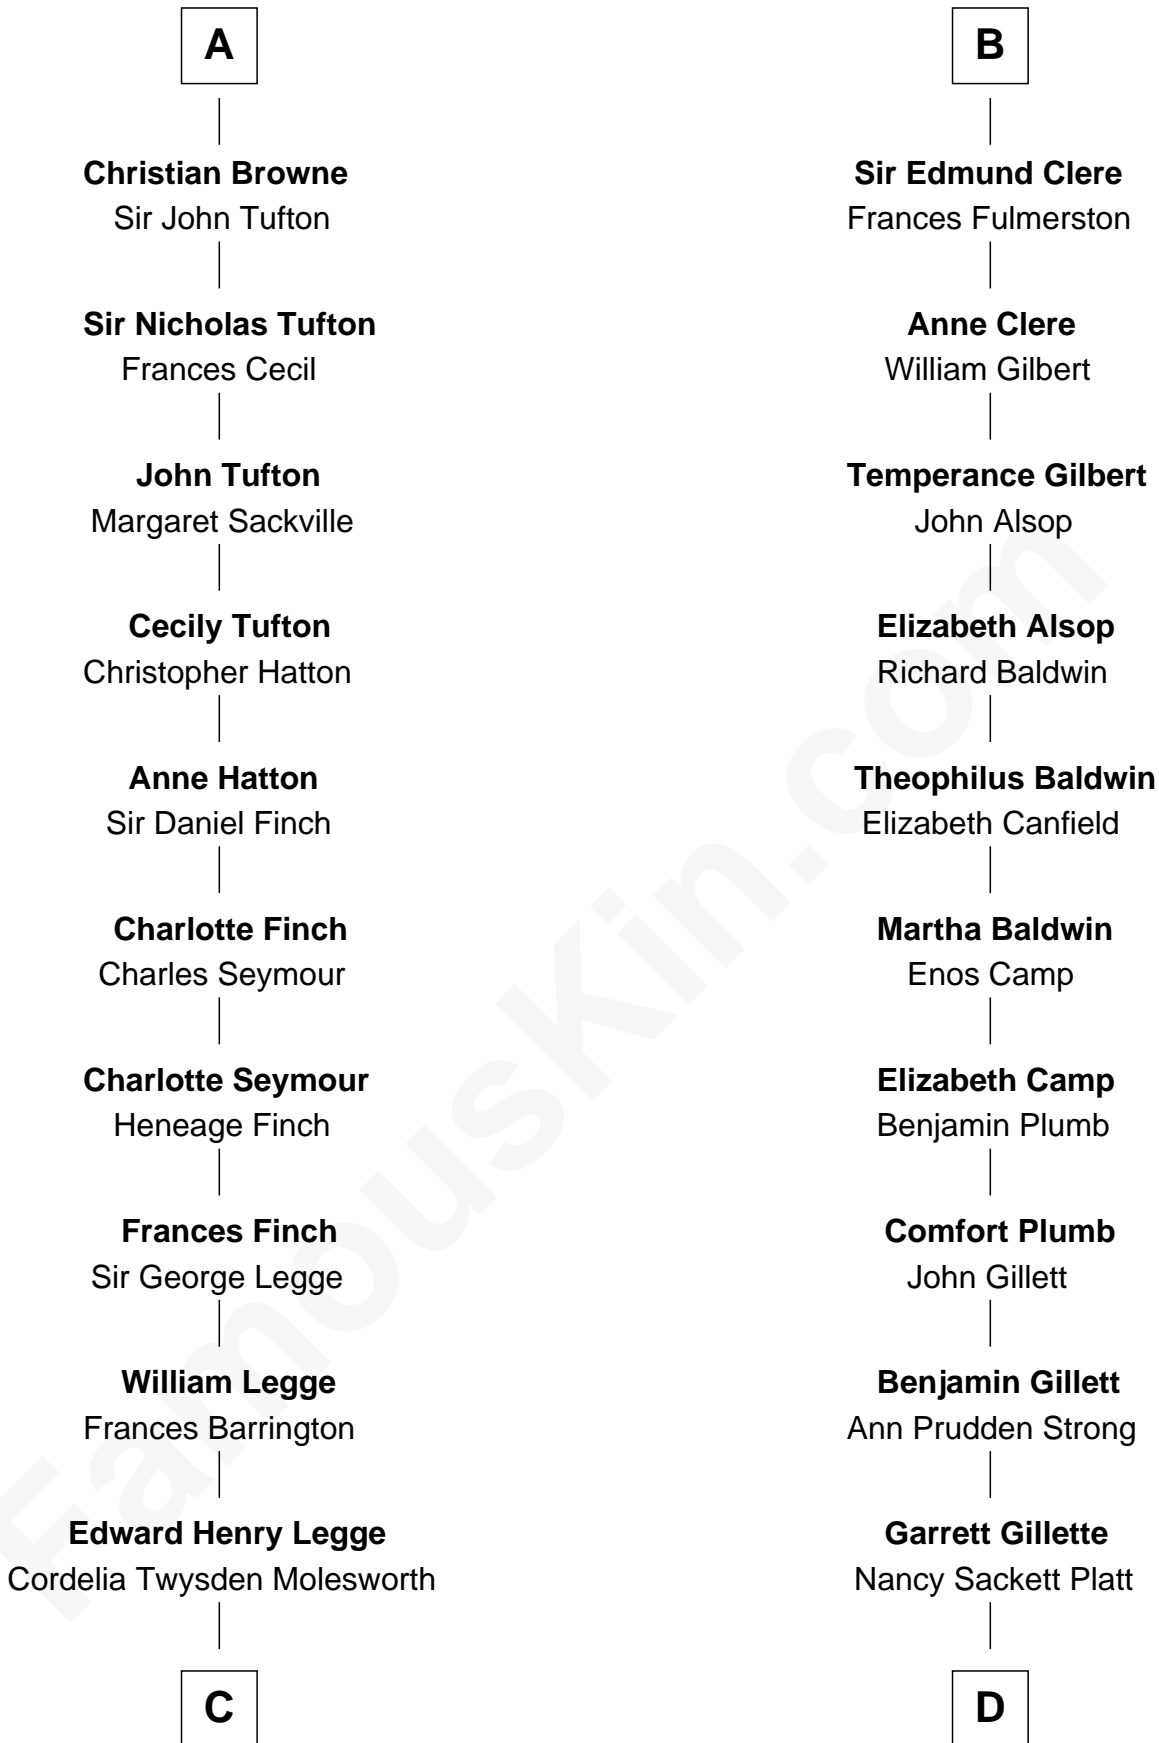 A
Christian Browne
Sir John Tufton
Sir Nicholas Tufton
Frances Cecil
John Tufton
Margaret Sackville
Cecily Tufton
Christopher Hatton
Anne Hatton
Sir Daniel Finch
Charlotte Finch
Charles Seymour
Charlotte Seymour
Heneage Finch
Frances Finch
Sir George Legge
William Legge
Frances Barrington
Edward Henry Legge
Cordelia Twysden Molesworth
C
B
Sir Edmund Clere
Frances Fulmerston
Anne Clere
William Gilbert
Temperance Gilbert
John Alsop
Elizabeth Alsop
Richard Baldwin
Theophilus Baldwin
Elizabeth Canfield
Martha Baldwin
Enos Camp
Elizabeth Camp
Benjamin Plumb
Comfort Plumb
John Gillett
Benjamin Gillett
Ann Prudden Strong
Garrett Gillette
Nancy Sackett Platt
D
FamousKin.com